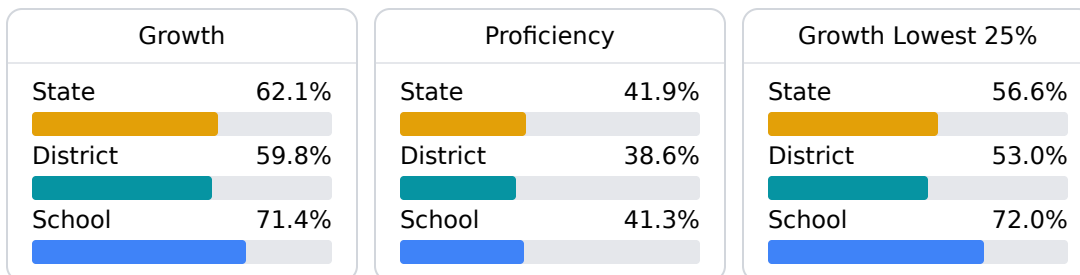 Growth
State 62.1%
District 59.8%
School 71.4%
Proficiency
State 41.9%
District 38.6%
School 41.3%
Growth Lowest 25%
State 56.6%
District 53.0%
School 72.0%